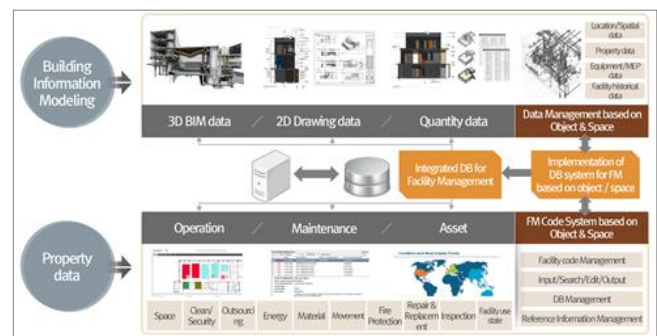 Building
Information
Modeling
Location/Spatial
data
Property data
Equipment/MEP
data
Facility historical
data
3D BIM data / 2D Drawing data / Quantity data
Data Management based on
Object & Space
Integrated DB for
Facility Management
Implementation of
DB system for FM
based on object / space
Property
data
Operation / Maintenance / Asset
FM Code System based on
Object & Space
Facility code Management
Input/Search/Edit/Output
DB Management
Reference Information Management
Space
Clean/
Security
Outsourci
ng
Energy
Material
Movement
Fire
Protection
Repair &
Replacem
ent
Inspection
Facility use
state